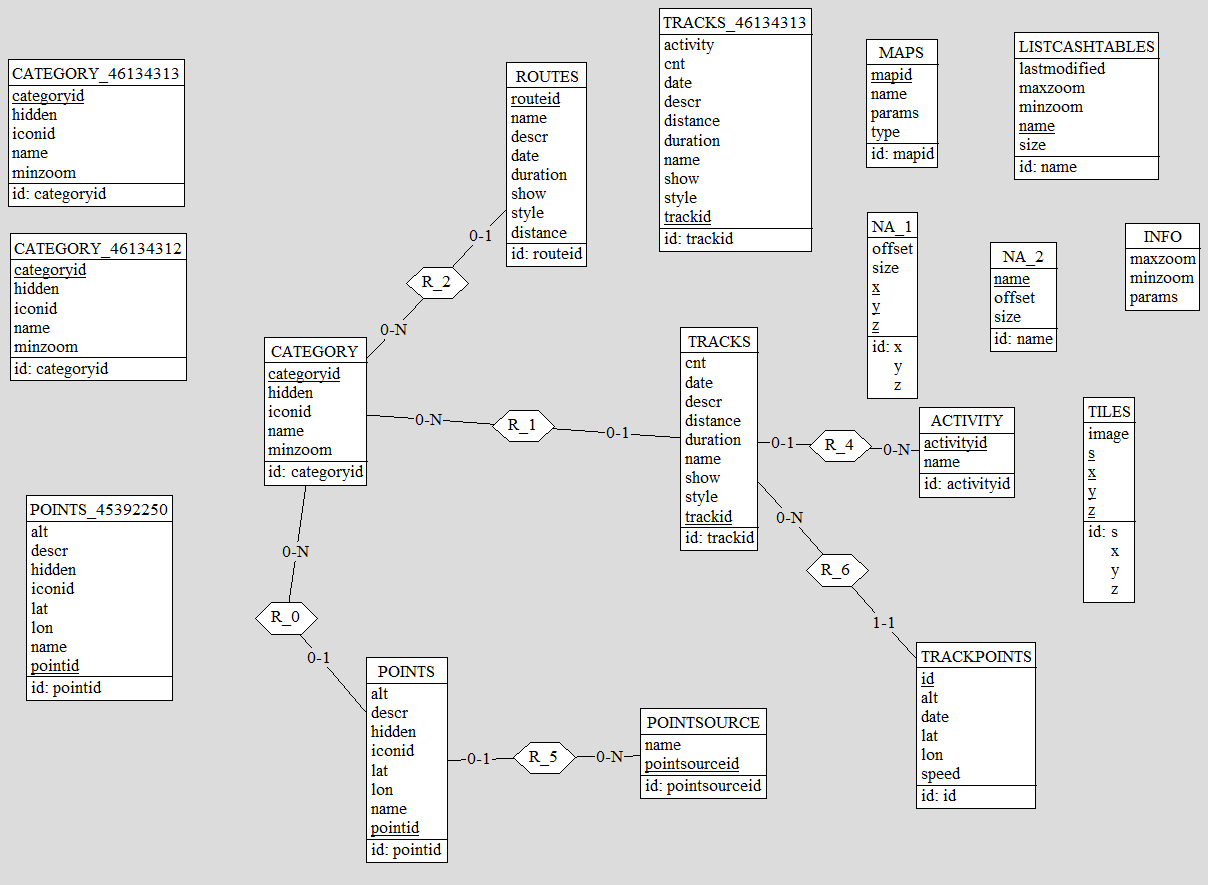 CATEGORY_46134313
categoryid
hidden
iconid
name
minzoom
id: categoryid
CATEGORY_46134312
categoryid
hidden
iconid
name
minzoom
id: categoryid
ROUTES
routeid
name
descr
date
duration
show
style
distance
id: routeid
TRACKS_46134313
activity
cnt
date
descr
distance
duration
name
show
style
trackid
id: trackid
MAPS
mapid
name
params
type
id: mapid
LISTCASHTABLES
lastmodified
maxzoom
minzoom
name
size
id: name
NA_1
offset
size
x
y
z
id: x
y
z
NA_2
name
offset
size
id: name
INFO
maxzoom
minzoom
params
0-1
R_2
0-N
CATEGORY
categoryid
hidden
iconid
name
minzoom
id: categoryid
0-N
R_1
0-1
TRACKS
cnt
date
descr
distance
duration
name
show
style
trackid
id: trackid
0-1
R_4
0-N
ACTIVITY
activityid
name
id: activityid
TILES
image
s
x
y
z
id: s
x
y
z
POINTS_45392250
alt
descr
hidden
iconid
lat
lon
name
pointid
id: pointid
0-N
R_0
0-1
0-N
R_6
1-1
POINTS
alt
descr
hidden
iconid
lat
lon
name
pointid
id: pointid
0-1
R_5
0-N
POINTSOURCE
name
pointsourceid
id: pointsourceid
TRACKPOINTS
id
alt
date
lat
lon
speed
id: id